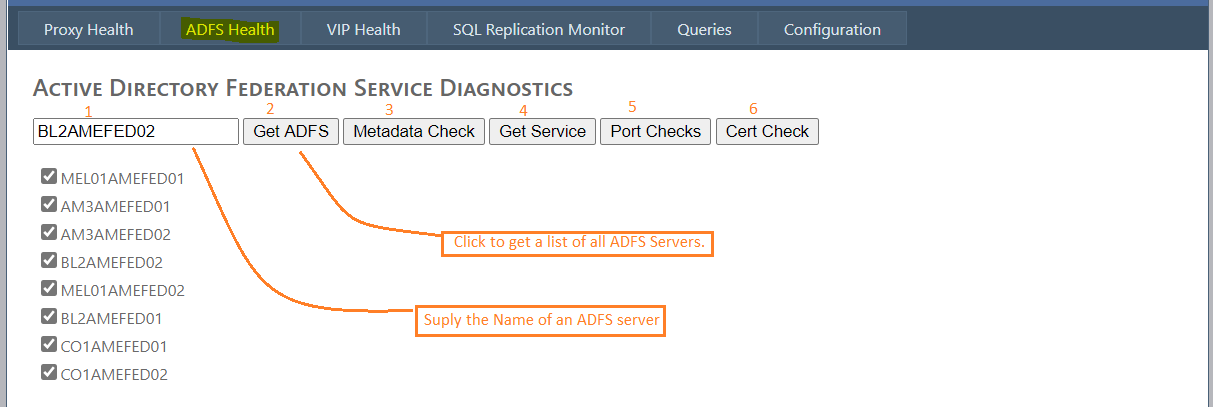 Proxy Health ADFS Health VIP Health SQL Replication Monitor Queries Configuration
Active Directory Federation Service Diagnostics
1 2 3 4 5 6
BL2AMEFED02 Get ADFS Metadata Check Get Service Port Checks Cert Check
MEL01AMEFED01
AM3AMEFED01
AM3AMEFED02
Click to get a list of all ADFS Servers.
BL2AMEFED02
MEL01AMEFED02
BL2AMEFED01
Suply the Name of an ADFS server
CO1AMEFED01
CO1AMEFED02